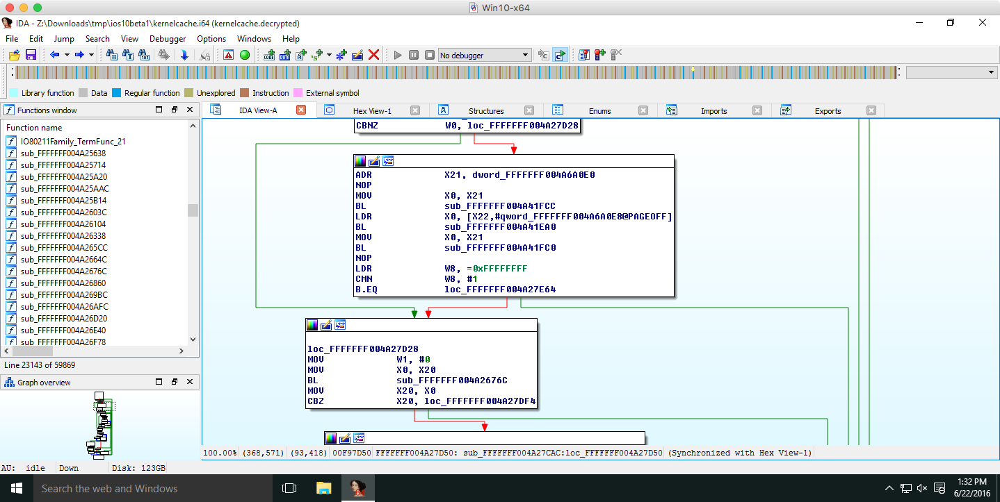 Win10-x64
IDA - Z:\Downloads\tmp\ios10beta1\kernelcache.i64 (kernelcache.decrypted)
File Edit Jump Search View Debugger Options Windows Help
No debugger
Library function Data Regular function Unexplored Instruction External symbol
Functions window
IDA View-A Hex View-1 Structures Enums Imports Exports
Function name
IO80211Family_TermFunc_21
sub_FFFFFFF004A25638
sub_FFFFFFF004A25714
sub_FFFFFFF004A25A20
sub_FFFFFFF004A25AAC
sub_FFFFFFF004A25B14
sub_FFFFFFF004A2603C
sub_FFFFFFF004A26104
sub_FFFFFFF004A26338
sub_FFFFFFF004A265CC
sub_FFFFFFF004A2664C
sub_FFFFFFF004A2676C
sub_FFFFFFF004A26860
sub_FFFFFFF004A269BC
sub_FFFFFFF004A26AFC
sub_FFFFFFF004A26D20
sub_FFFFFFF004A26E40
sub_FFFFFFF004A26F78
Line 23143 of 59869
Graph overview
CBNZ W0, loc_FFFFFFF004A27D28
ADR X21, dword_FFFFFFF004A6A0E0
NOP
MOV X0, X21
BL sub_FFFFFFF004A41FCC
LDR X0, [X22,#qword_FFFFFFF004A6A0E8@PAGEOFF]
BL sub_FFFFFFF004A41EA0
MOV X0, X21
BL sub_FFFFFFF004A41FC0
NOP
LDR W8, =0xFFFFFFFF
CMN W8, #1
B.EQ loc_FFFFFFF004A27E64
loc_FFFFFFF004A27D28
MOV W1, #0
MOV X0, X20
BL sub_FFFFFFF004A2676C
MOV X20, X0
CBZ X20, loc_FFFFFFF004A27DF4
100.00% (368,571) (93,418) 00F97D50 FFFFFFF004A27D50: sub_FFFFFFF004A27CAC:loc_FFFFFFF004A27D50 (Synchronized with Hex View-1)
AU: idle Down Disk: 123GB
Search the web and Windows
1:32 PM
6/22/2016